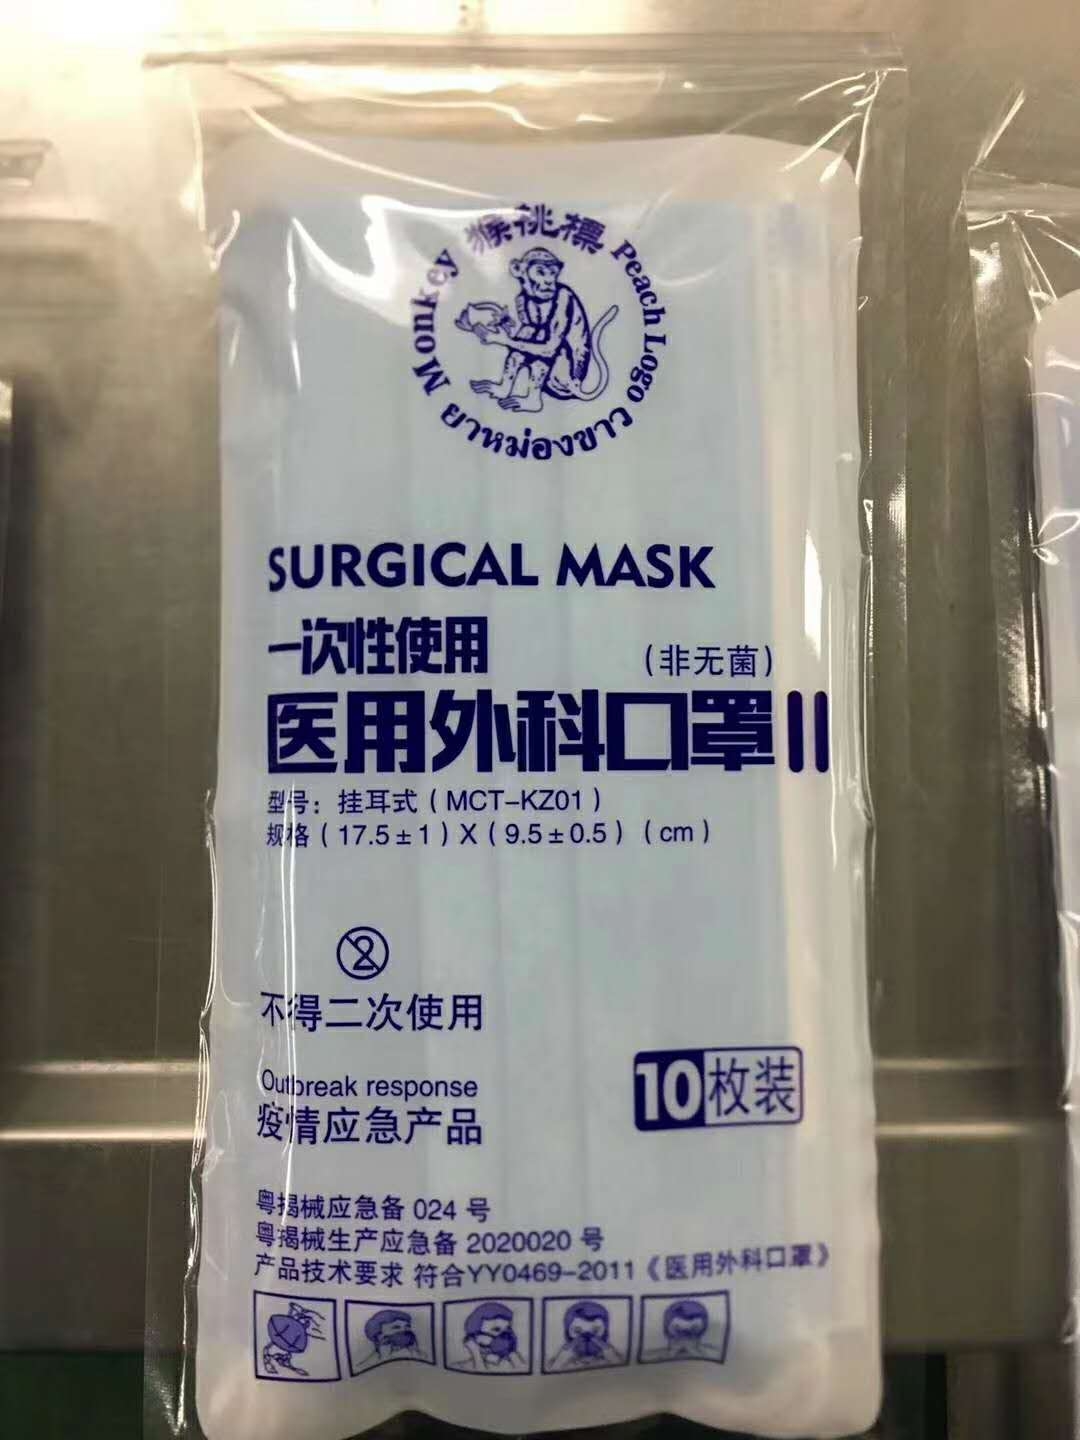 猴桃標
Monkey
Peach Logo
ยาหม่องขาว
SURGICAL MASK
一次性使用
（非无菌）
医用外科口罩II
型号：挂耳式（MCT-KZ01）
规格（17.5±1）X（9.5±0.5）（cm）
2
不得二次使用
Outbreak response
疫情应急产品
10枚装
粤揭械应急备 024 号
粤揭械生产应急备 2020020 号
产品技术要求 符合YY0469-2011《医用外科口罩》